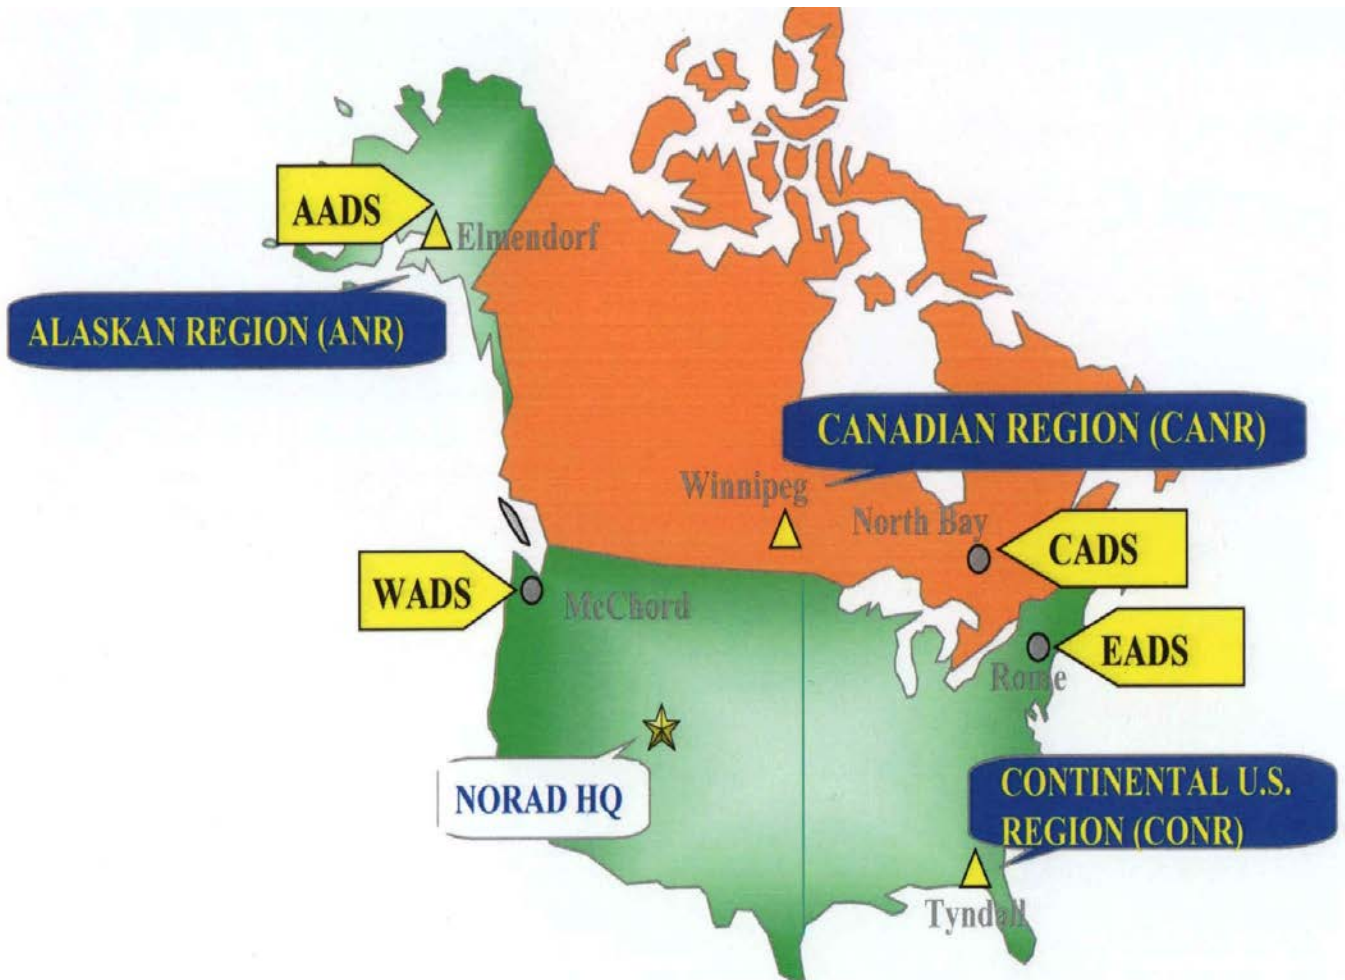 AADS
Elmendorf
ALASKAN REGION (ANR)
CANADIAN REGION (CANR)
Winnipeg
North Bay
CADS
WADS
McChord
EADS
Rome
NORAD HQ
CONTINENTAL U.S.
REGION (CONR)
Tyndall